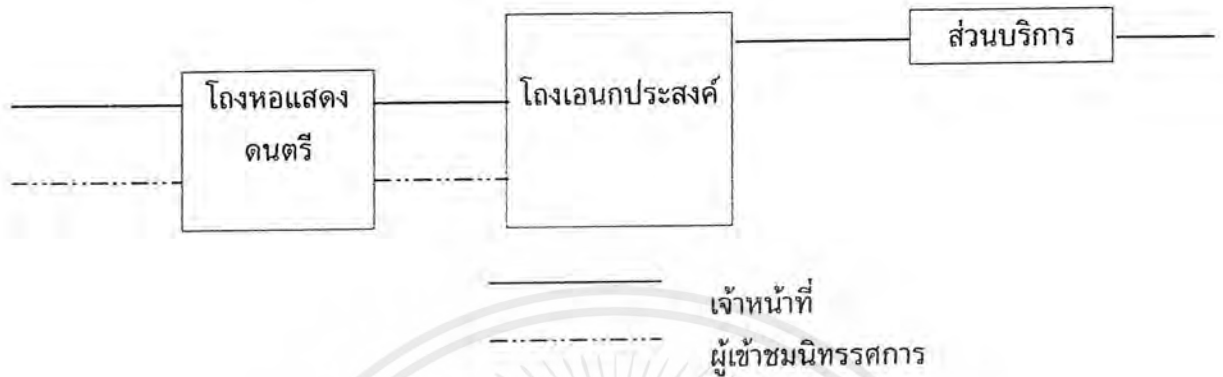 ส่วนบริการ
โถงหอแสดง
ดนตรี
โถงเอนกประสงค์
เจ้าหน้าที่
ผู้เข้าชมนิทรรศการ